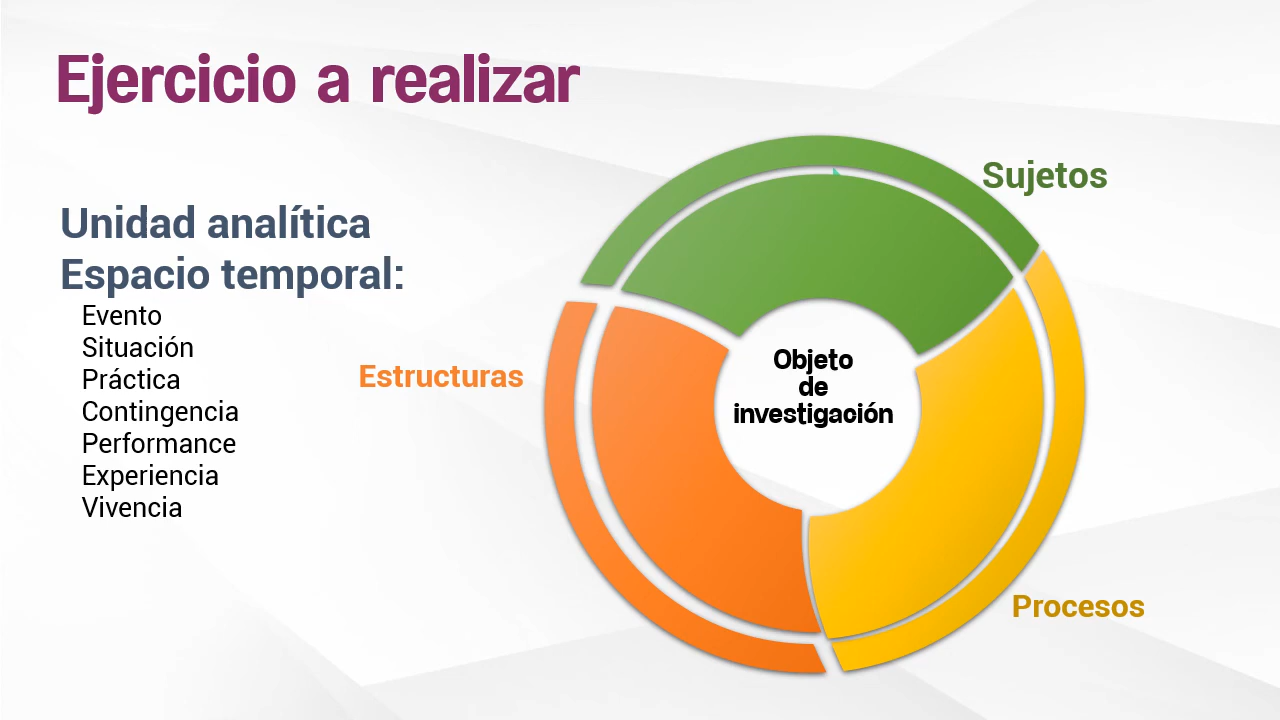 Ejercicio a realizar
Unidad analítica
Espacio temporal:
Evento
Situación
Práctica
Contingencia
Performance
Experiencia
Vivencia
Sujetos
Estructuras
Objeto
de
investigación
Procesos